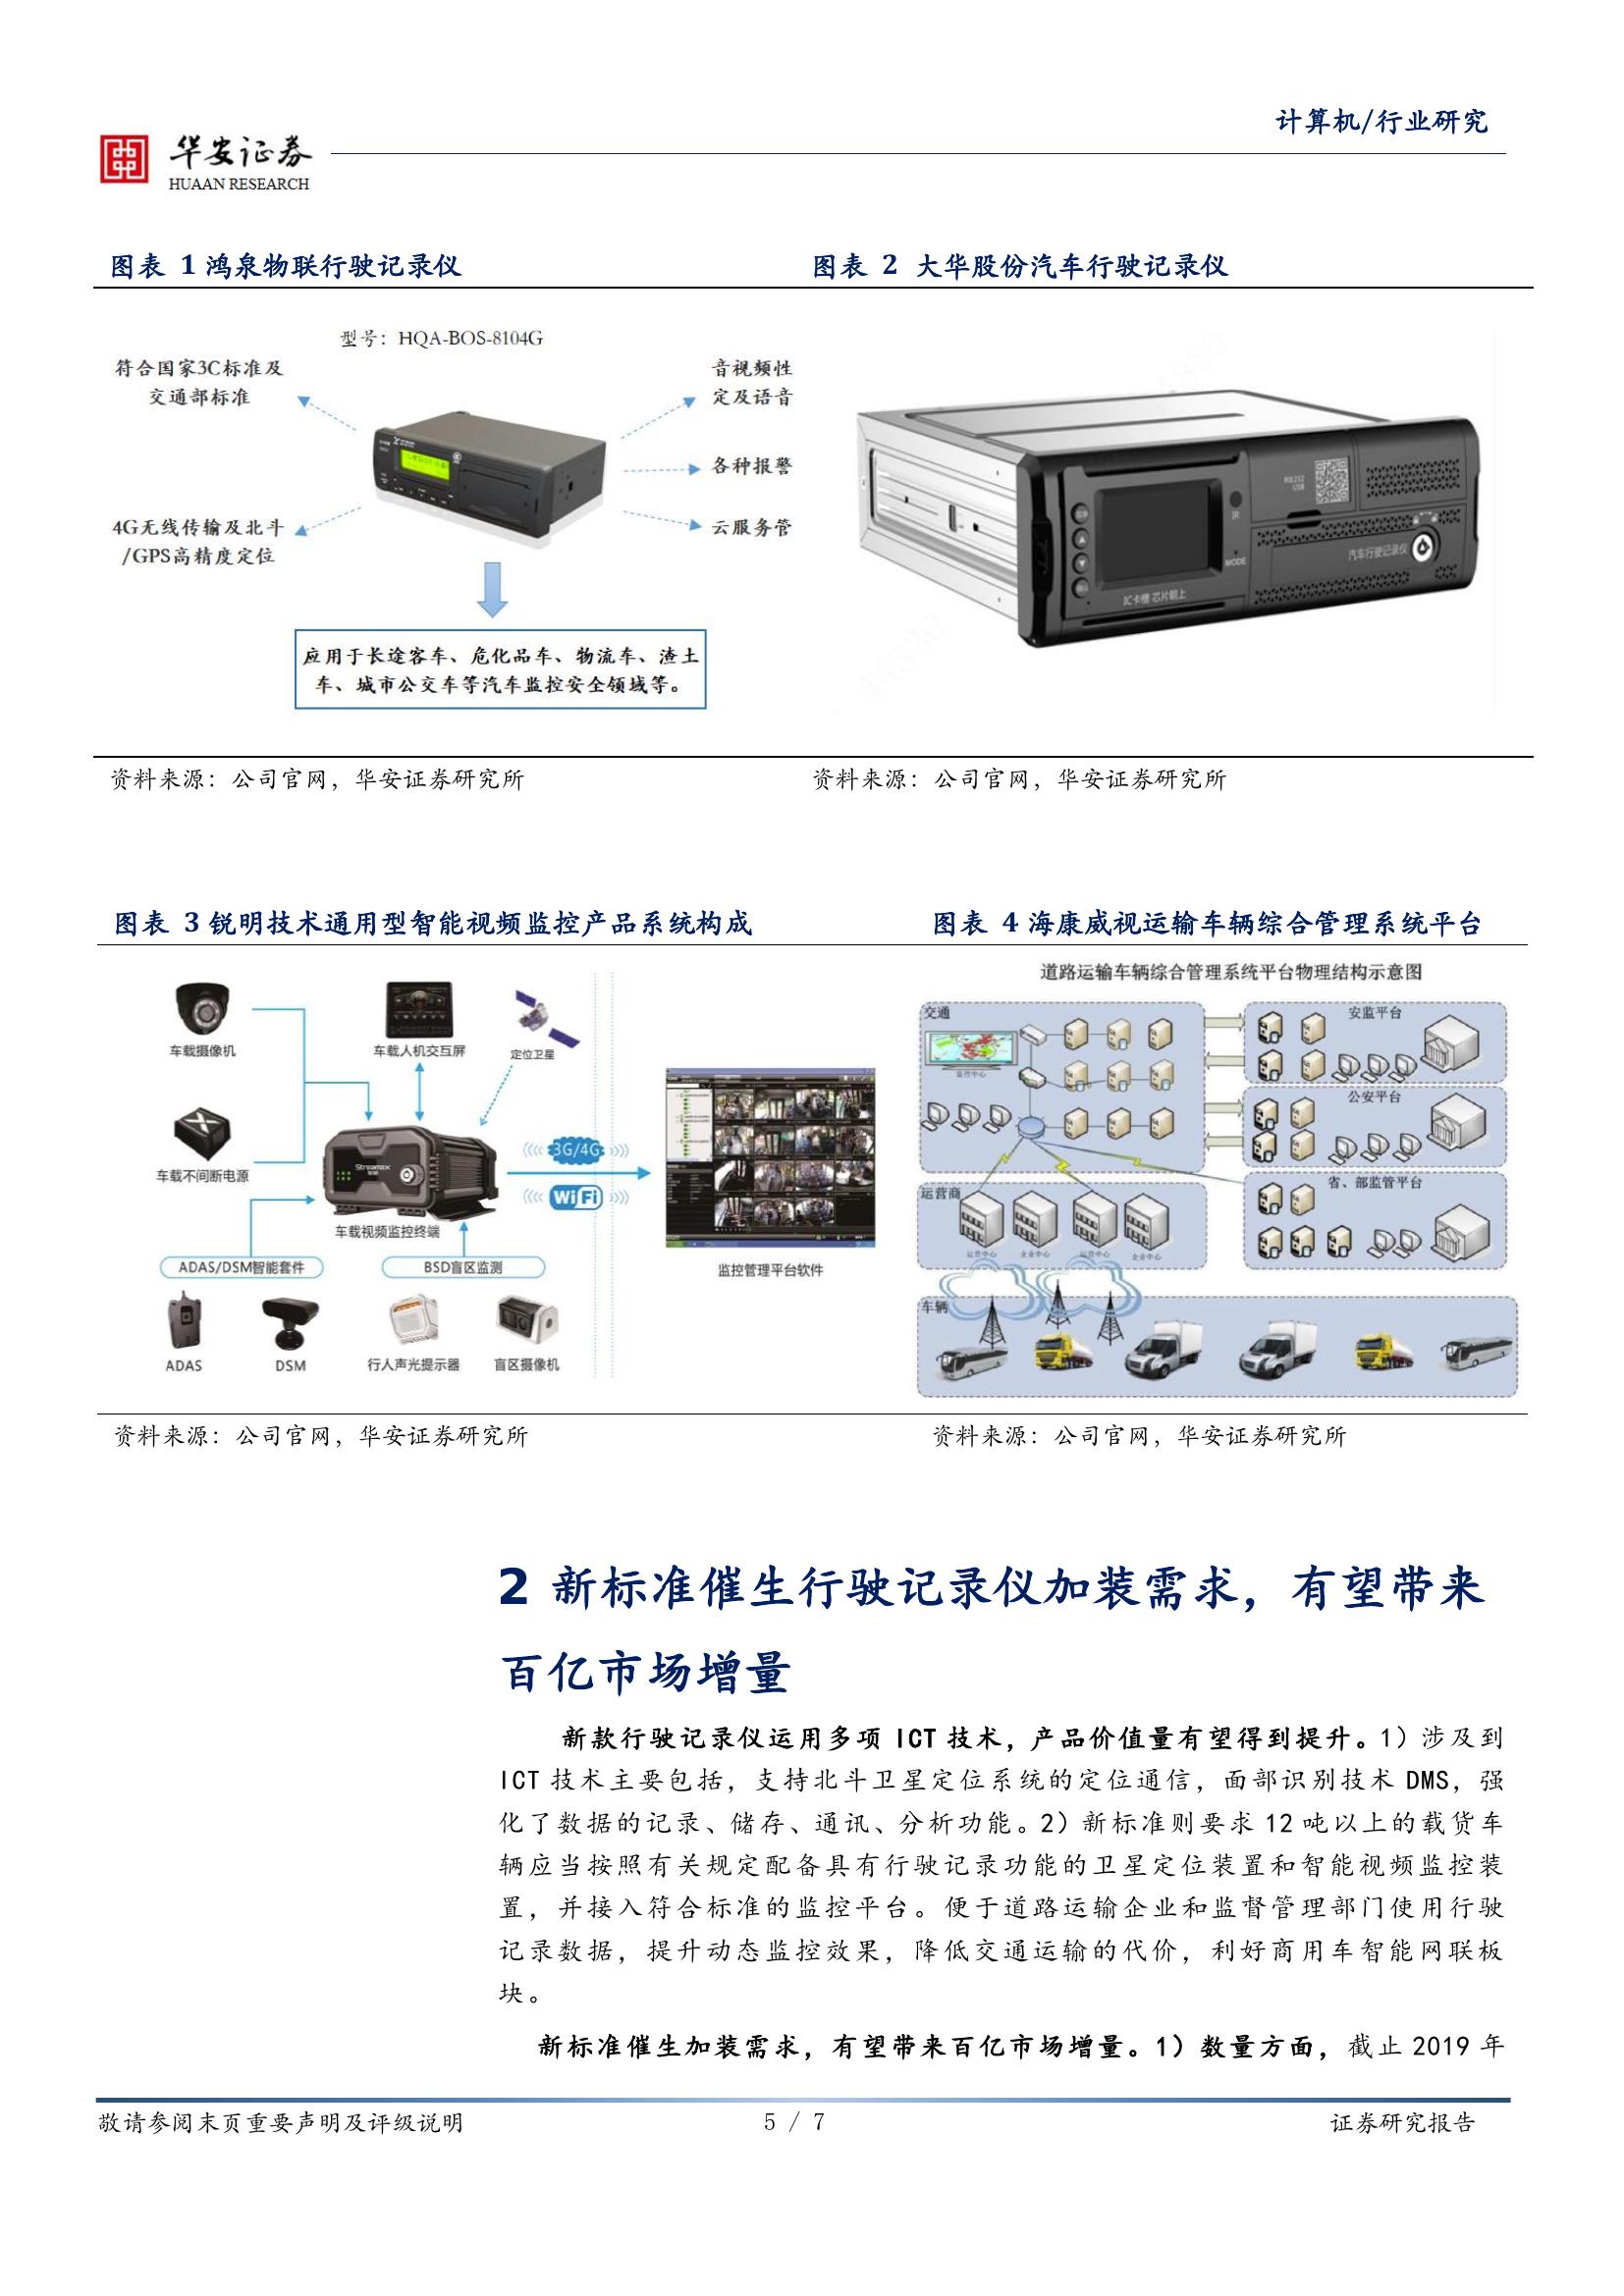 计算机/行业研究
华安证券
HUAAN RESEARCH
图表 1 鸿泉物联行驶记录仪
型号：HQA-BOS-8104G
符合国家3C标准及
交通部标准
4G无线传输及北斗
/GPS高精度定位
音视频性
定及语音
各种报警
云服务管
应用于长途客车、危化品车、物流车、渣土
车、城市公交车等汽车监控安全领域等。
资料来源：公司官网，华安证券研究所
图表 2 大华股份汽车行驶记录仪
RS232
USB
IR
MODE
汽车行驶记录仪
IC卡槽 芯片朝上
资料来源：公司官网，华安证券研究所
图表 3 锐明技术通用型智能视频监控产品系统构成
车载摄像机
车载人机交互屏
定位卫星
车载不间断电源
Streamax
3G/4G
WiFi
车载视频监控终端
ADAS/DSM智能套件
BSD盲区监测
监控管理平台软件
ADAS
DSM
行人声光提示器
盲区摄像机
资料来源：公司官网，华安证券研究所
图表 4 海康威视运输车辆综合管理系统平台
道路运输车辆综合管理系统平台物理结构示意图
交通
监控中心
安监平台
公安平台
省、部监管平台
运营商
运营中心
企业中心
运营中心
企业中心
车辆
资料来源：公司官网，华安证券研究所
2 新标准催生行驶记录仪加装需求，有望带来
百亿市场增量
新款行驶记录仪运用多项 ICT 技术，产品价值量有望得到提升。1）涉及到
ICT 技术主要包括，支持北斗卫星定位系统的定位通信，面部识别技术 DMS，强
化了数据的记录、储存、通讯、分析功能。2）新标准则要求 12 吨以上的载货车
辆应当按照有关规定配备具有行驶记录功能的卫星定位装置和智能视频监控装
置，并接入符合标准的监控平台。便于道路运输企业和监督管理部门使用行驶
记录数据，提升动态监控效果，降低交通运输的代价，利好商用车智能网联板
块。
新标准催生加装需求，有望带来百亿市场增量。1）数量方面，截止 2019 年
敬请参阅末页重要声明及评级说明
5 / 7
证券研究报告